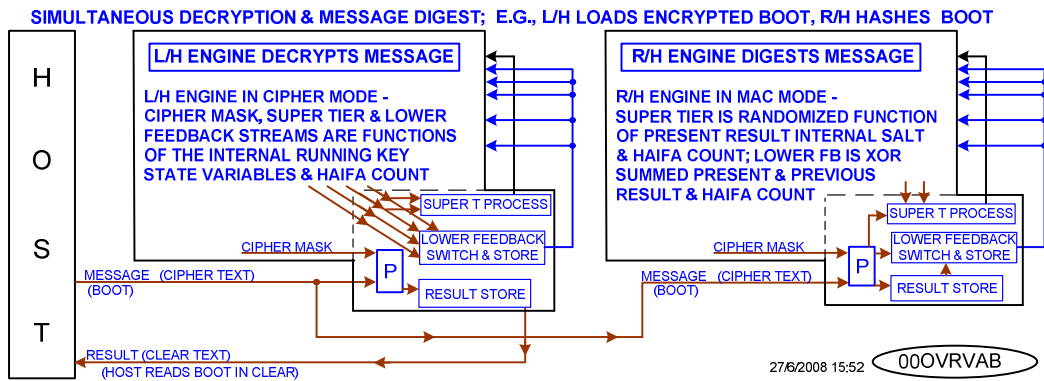 SIMULTANEOUS DECRYPTION & MESSAGE DIGEST; E.G., L/H LOADS ENCRYPTED BOOT, R/H HASHES BOOT
HOST
L/H ENGINE DECRYPTS MESSAGE
L/H ENGINE IN CIPHER MODE -
CIPHER MASK, SUPER TIER & LOWER
FEEDBACK STREAMS ARE FUNCTIONS
OF THE INTERNAL RUNNING KEY
STATE VARIABLES & HAIFA COUNT
SUPER T PROCESS
LOWER FEEDBACK
SWITCH & STORE
CIPHER MASK
P
MESSAGE (CIPHER TEXT)
(BOOT)
RESULT STORE
RESULT (CLEAR TEXT)
(HOST READS BOOT IN CLEAR)
R/H ENGINE DIGESTS MESSAGE
R/H ENGINE IN MAC MODE -
SUPER TIER IS RANDOMIZED FUNCTION
OF PRESENT RESULT INTERNAL SALT
& HAIFA COUNT; LOWER FB IS XOR
SUMMED PRESENT & PREVIOUS
RESULT & HAIFA COUNT
SUPER T PROCESS
LOWER FEEDBACK
SWITCH & STORE
CIPHER MASK
P
MESSAGE (CIPHER TEXT)
(BOOT)
RESULT STORE
27/6/2008 15:52
00OVRVAB